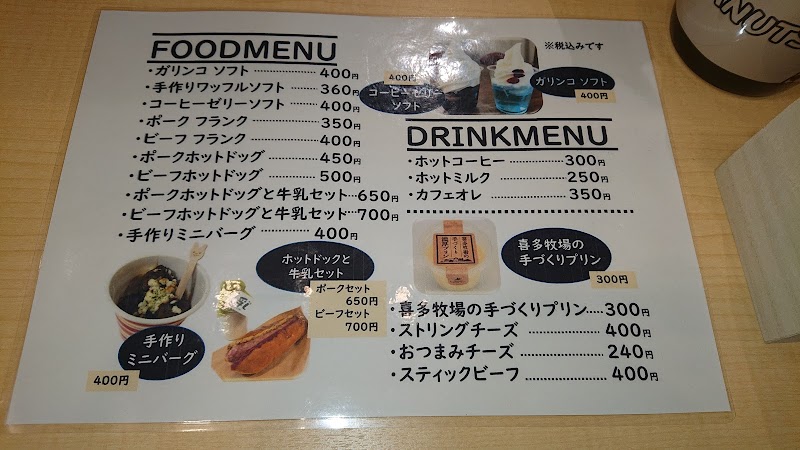 FOODMENU
・ガリンコ ソフト ............ 400円
・手作りワッフルソフト ....... 360円
・コーヒーゼリーソフト ....... 400円
・ポーク フランク ............ 350円
・ビーフ フランク ............ 400円
・ポークホットドッグ ......... 450円
・ビーフホットドッグ ......... 500円
・ポークホットドッグと牛乳セット...650円
・ビーフホットドッグと牛乳セット...700円
・手作りミニバーグ ........... 400円
ホットドックと
牛乳セット
ポークセット
650円
ビーフセット
700円
手作り
ミニバーグ
400円
※税込みです
400円
コーヒーゼリー
ソフト
ガリンコ ソフト
400円
DRINKMENU
・ホットコーヒー ............. 300円
・ホットミルク ............... 250円
・カフェオレ ................. 350円
喜多牧場の
手づくりプリン
300円
・喜多牧場の手づくりプリン.....300円
・ストリングチーズ ........... 400円
・おつまみチーズ ............. 240円
・スティックビーフ ........... 400円